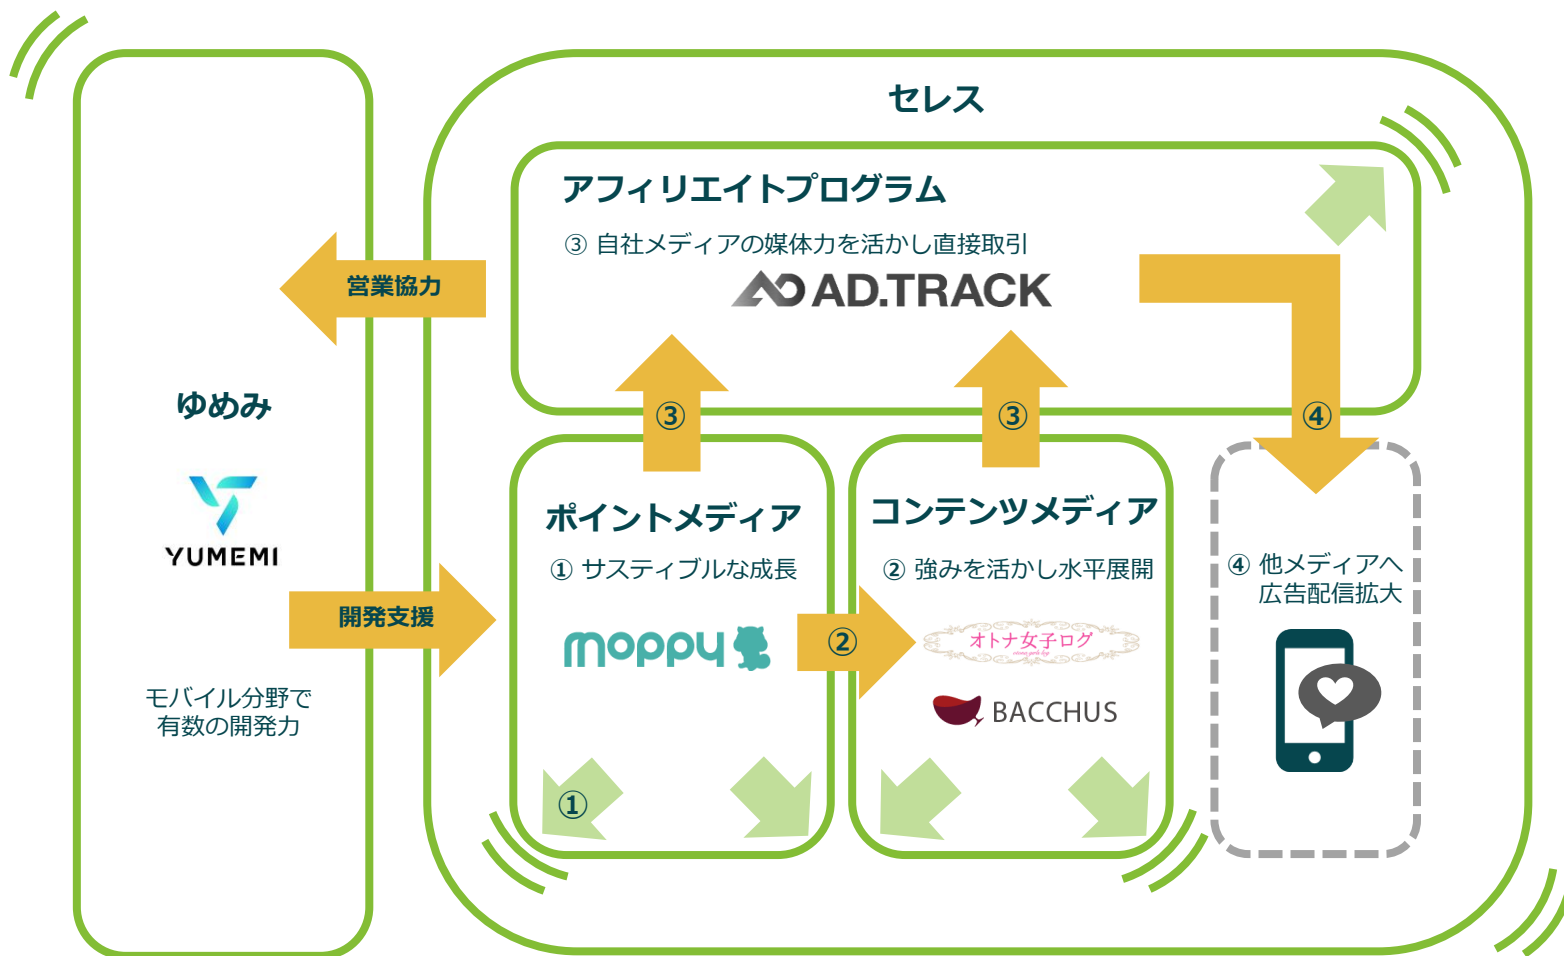 セレス
アフィリエイトプログラム
③ 自社メディアの媒体力を活かし直接取引
AD.TRACK
営業協力
ゆめみ
YUMEMI
開発支援
モバイル分野で
有数の開発力
③
③
④
ポイントメディア
① サスティブルな成長
moppy
①
②
コンテンツメディア
② 強みを活かし水平展開
オトナ女子ログ
BACCHUS
④ 他メディアへ
広告配信拡大